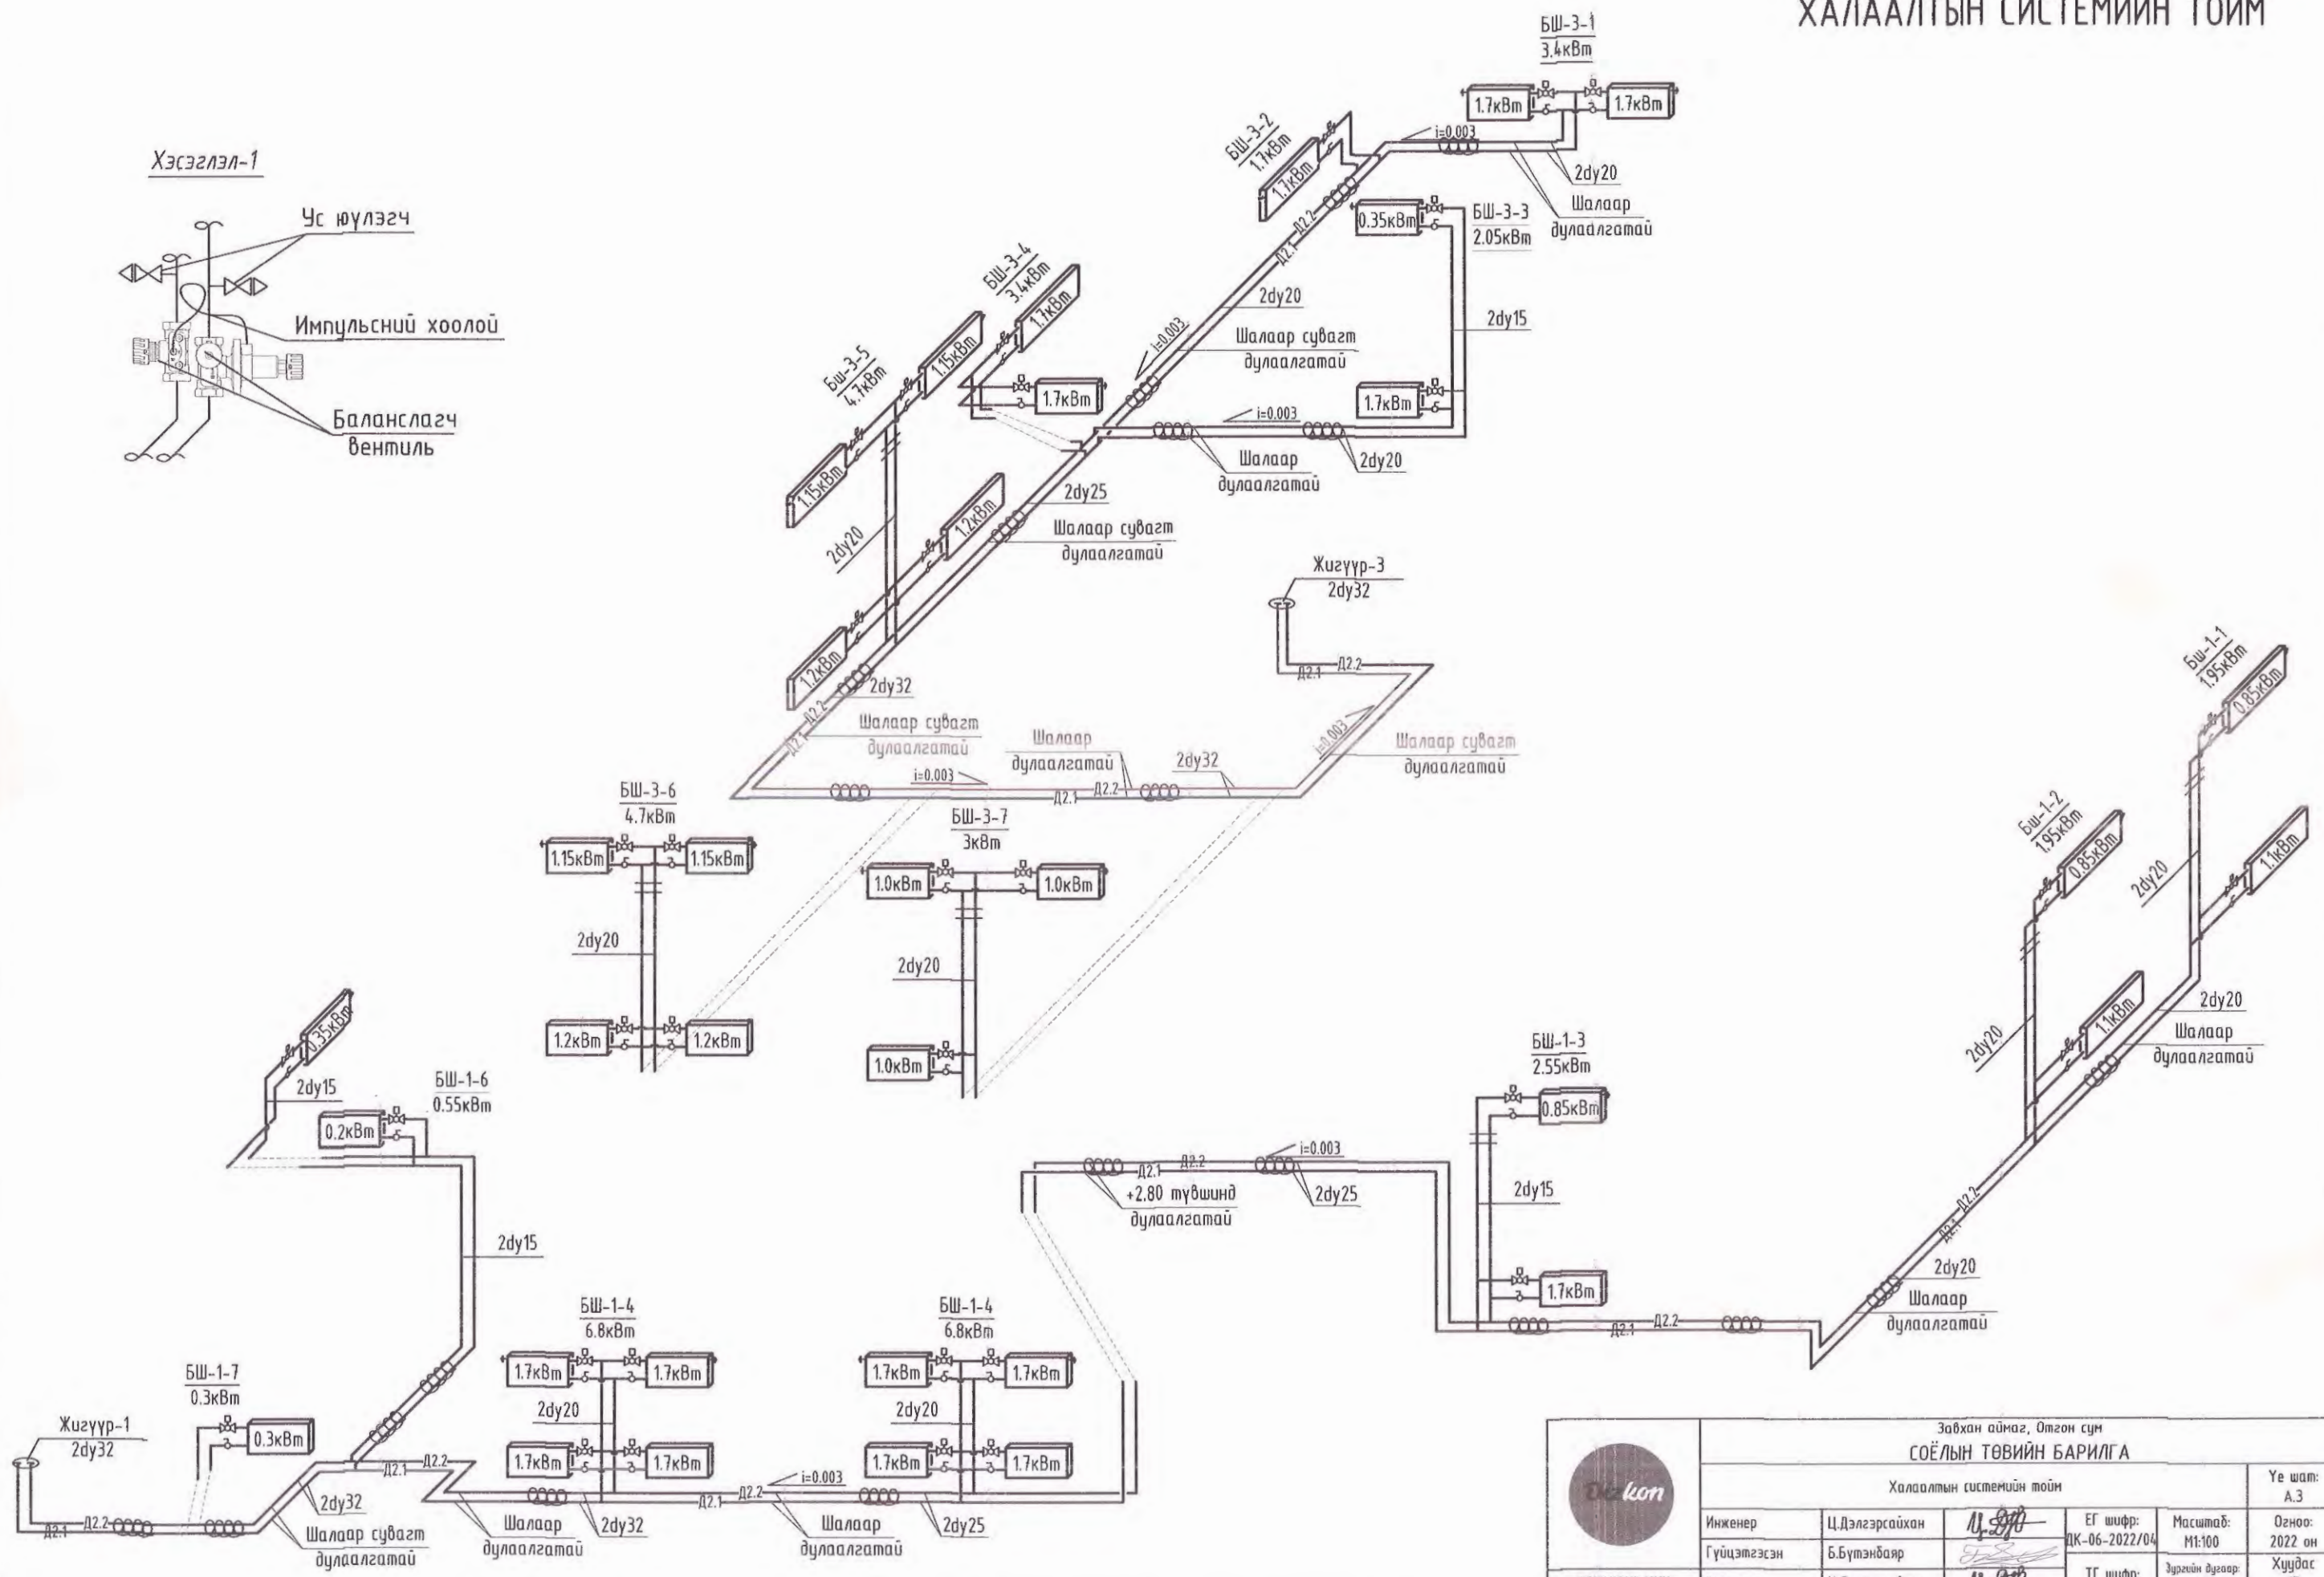 ХАЛААЛТЫН СИСТЕМИЙН ТОЙМ
Хэсэглэл-1
Ус юүлэгч
Импульсний хоолой
Баланслагч
вентиль
БШ-3-1
3.4кВт
1.7кВт
1.7кВт
i=0.003
2dy20
Шалаар
дулаалгатай
БШ-3-2
1.7кВт
1.7кВт
Д2.2
Д2.1
0.35кВт
БШ-3-3
2.05кВт
2dy15
1.7кВт
2dy20
Шалаар сувагт
дулаалгатай
i=0.003
i=0.003
Шалаар
дулаалгатай
2dy20
БШ-3-4
3.4кВт
1.7кВт
1.7кВт
Бш-3-5
4.7кВт
1.15кВт
1.15кВт
2dy20
1.2кВт
1.2кВт
2dy25
Шалаар сувагт
дулаалгатай
2dy32
Д2.2
Д2.1
Шалаар сувагт
дулаалгатай
Жигүүр-3
2dy32
Д2.1
Д2.2
i=0.003
Шалаар сувагт
дулаалгатай
Шалаар
дулаалгатай
2dy32
i=0.003
Д2.1
Д2.2
БШ-3-6
4.7кВт
1.15кВт
1.15кВт
2dy20
1.2кВт
1.2кВт
БШ-3-7
3кВт
1.0кВт
1.0кВт
2dy20
1.0кВт
Бш-1-1
1.95кВт
0.85кВт
2dy20
1.1кВт
Бш-1-2
1.95кВт
0.85кВт
2dy20
1.1кВт
2dy20
Шалаар
дулаалгатай
Д2.2
Д2.1
2dy20
Шалаар
дулаалгатай
БШ-1-3
2.55кВт
0.85кВт
2dy15
1.7кВт
Д2.1
Д2.2
i=0.003
Д2.1
Д2.2
+2.80 түвшинд
дулаалгатай
2dy25
0.35кВт
2dy15
БШ-1-6
0.55кВт
0.2кВт
2dy15
БШ-1-7
0.3кВт
0.3кВт
Жигүүр-1
2dy32
Д2.1
Д2.2
2dy32
Шалаар сувагт
дулаалгатай
Д2.1
Д2.2
БШ-1-4
6.8кВт
1.7кВт
1.7кВт
2dy20
1.7кВт
1.7кВт
Шалаар
дулаалгатай
2dy32
БШ-1-4
6.8кВт
1.7кВт
1.7кВт
2dy20
1.7кВт
1.7кВт
i=0.003
Д2.1
Д2.2
Шалаар
дулаалгатай
2dy25
Завхан аймаг, Отгон сум
СОЁЛЫН ТӨВИЙН БАРИЛГА
Халаалтын системийн тойм
Үе шат:
А.З
Инженер
Ц.Дэлгэрсайхан
ЕГ шифр:
ДК-06-2022/04
Масштаб:
М1:100
Огноо:
2022 он
Гүйцэтгэсэн
Б.Бүтэнбаяр
ТГ шифр:
Зургийн дугаар:
Хуудас